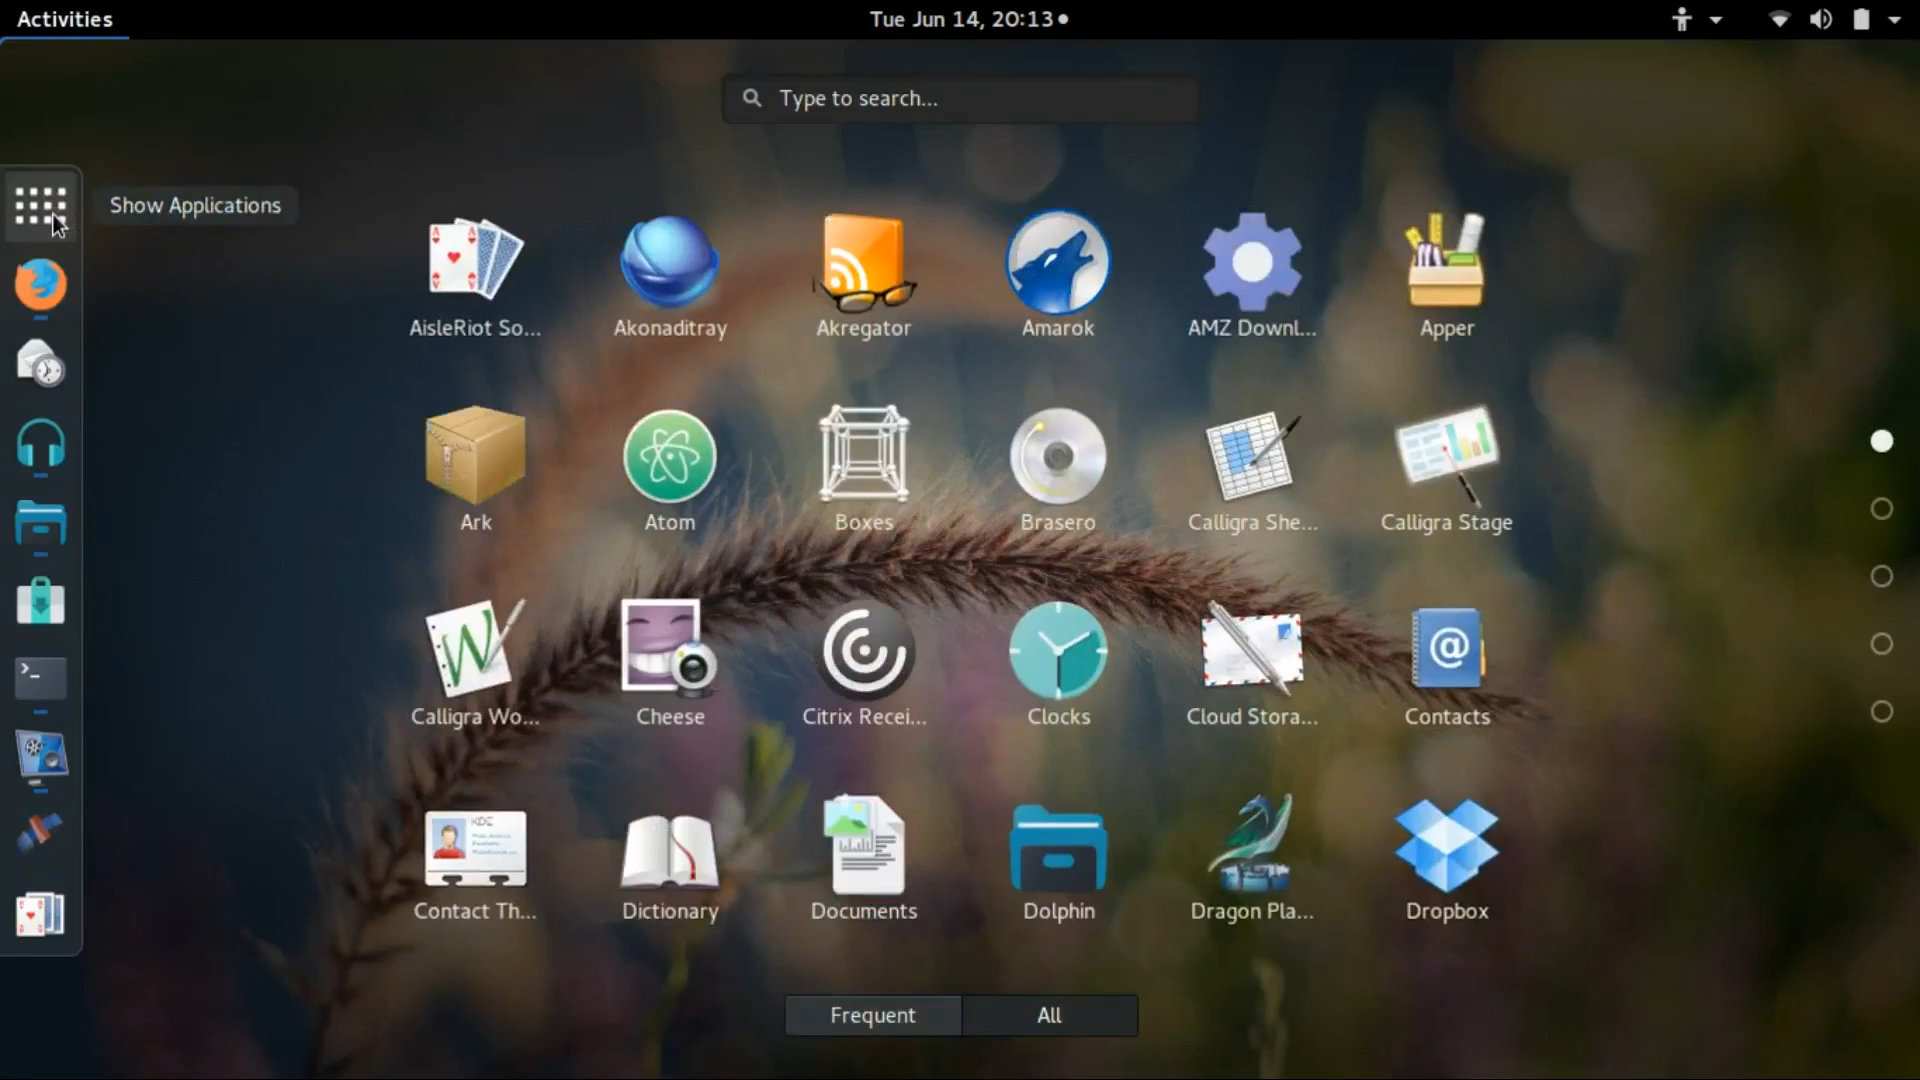 Activities
Tue Jun 14, 20:13
Type to search...
Show Applications
AisleRiot So...
Akonaditray
Akregator
Amarok
AMZ Downl...
Apper
Ark
Atom
Boxes
Brasero
Calligra She...
Calligra Stage
Calligra Wo...
Cheese
Citrix Recei...
Clocks
Cloud Stora...
Contacts
Contact Th...
Dictionary
Documents
Dolphin
Dragon Pla...
Dropbox
Frequent
All